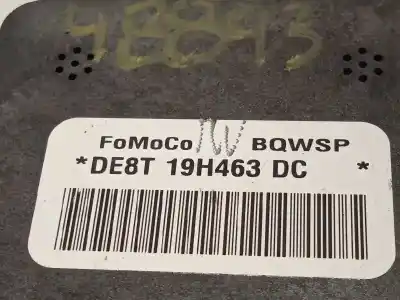 FoMoCo BQWSP
*DE8T 19H463 DC *